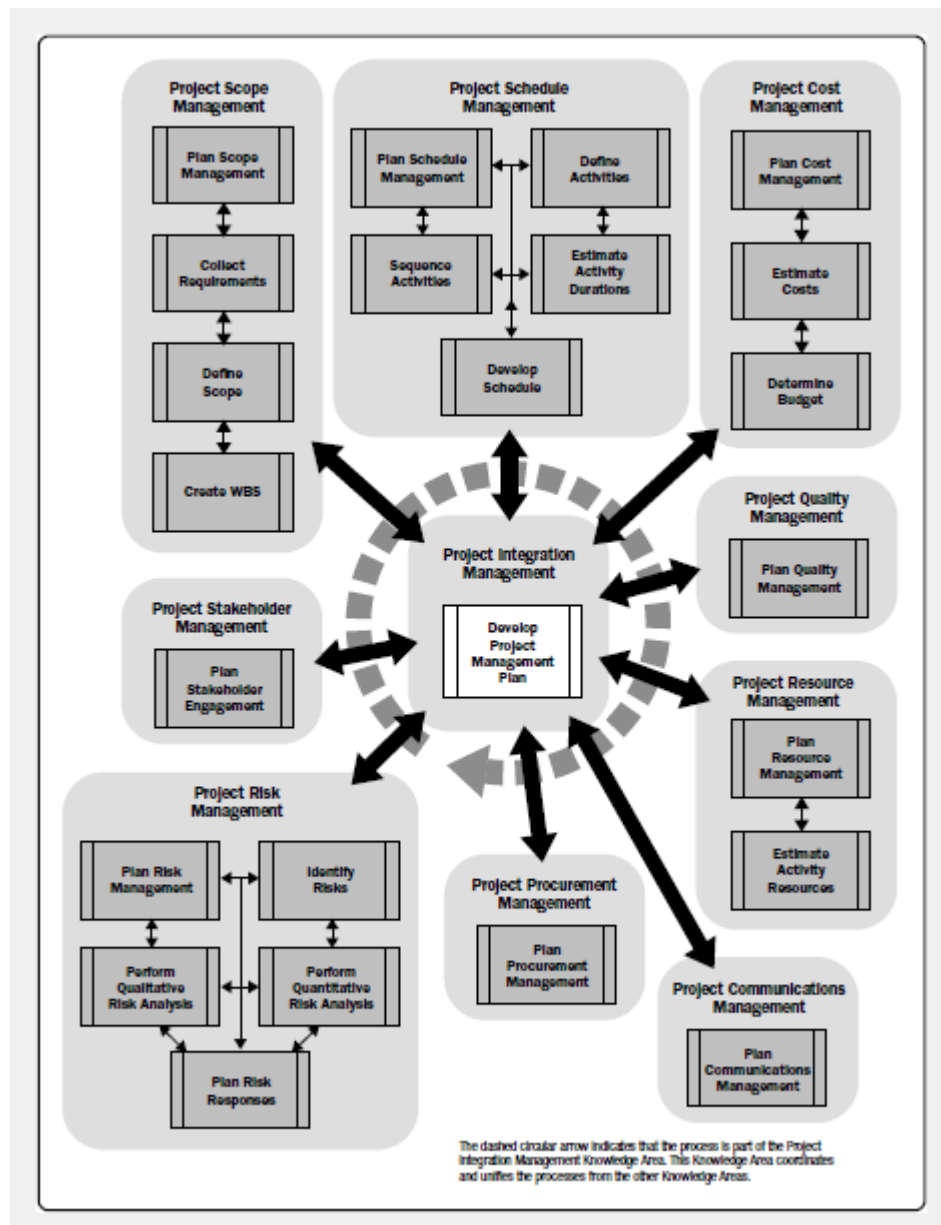 Project Scope
Management
Plan Scope
Management
Collect
Requirements
Define
Scope
Create WBS
Project Schedule
Management
Plan Schedule
Management
Define
Activities
Sequence
Activities
Estimate
Activity
Durations
Develop
Schedule
Project Cost
Management
Plan Cost
Management
Estimate
Costs
Determine
Budget
Project Quality
Management
Plan Quality
Management
Project Integration
Management
Develop
Project
Management
Plan
Project Stakeholder
Management
Plan
Stakeholder
Engagement
Project Resource
Management
Plan
Resource
Management
Estimate
Activity
Resources
Project Risk
Management
Plan Risk
Management
Identify
Risks
Perform
Qualitative
Risk Analysis
Perform
Quantitative
Risk Analysis
Plan Risk
Responses
Project Procurement
Management
Plan
Procurement
Management
Project Communications
Management
Plan
Communications
Management
The dashed circular arrow indicates that the process is part of the Project
Integration Management Knowledge Area. This Knowledge Area coordinates
and unifies the processes from the other Knowledge Areas.